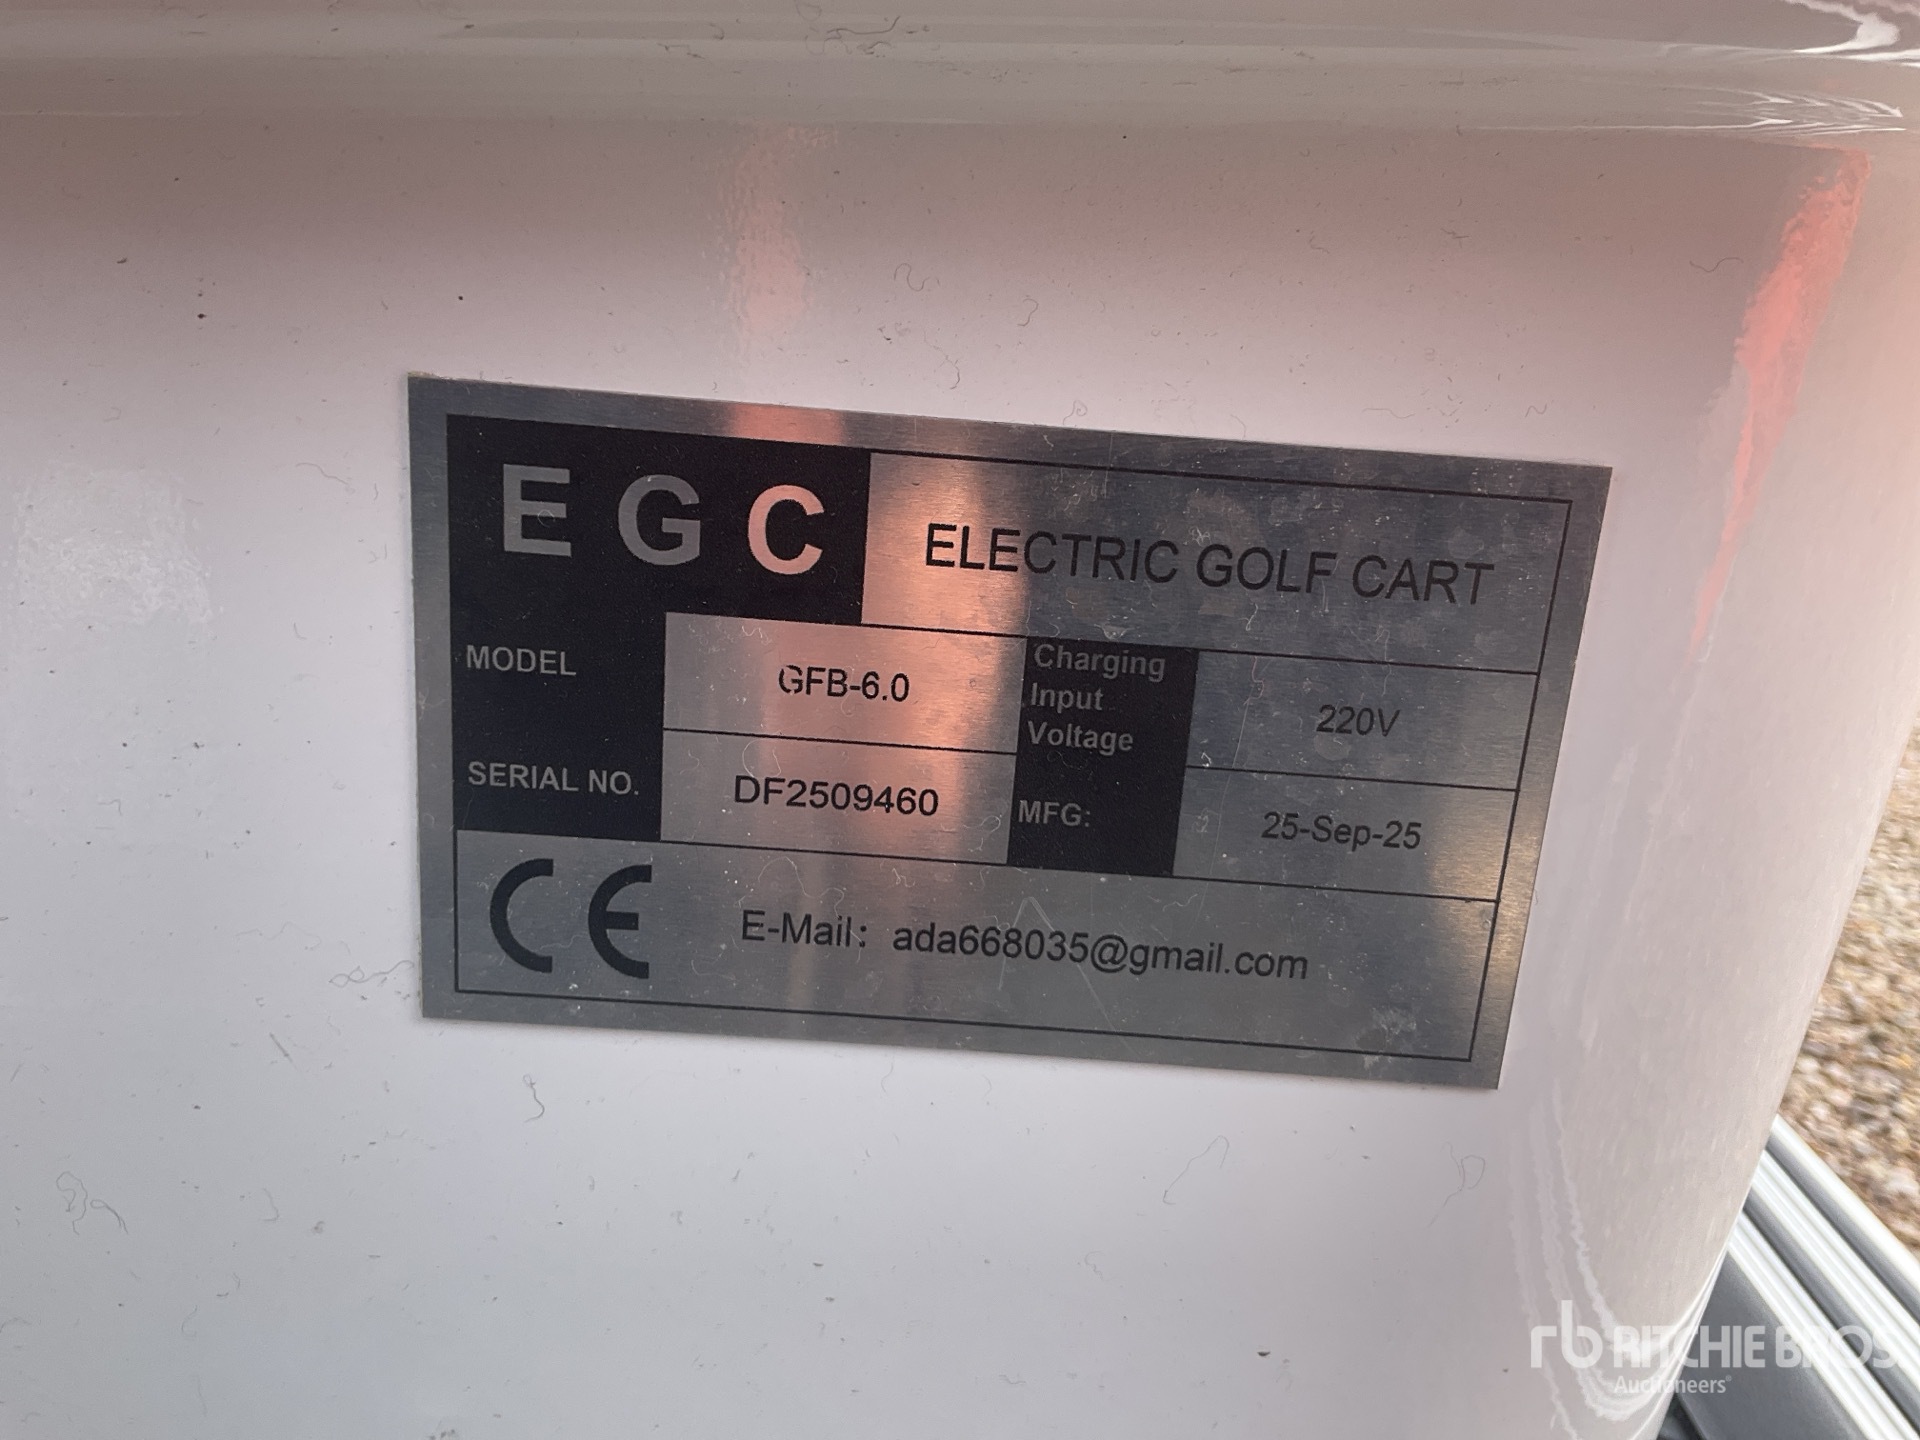 EGC ELECTRIC GOLF CART
MODEL GFB-6.0 Charging Input Voltage 220V
SERIAL NO. DF2509460 MFG: 25-Sep-25
CE E-Mail: ada668035@gmail.com
rb RITCHIE BROS
Auctioneers